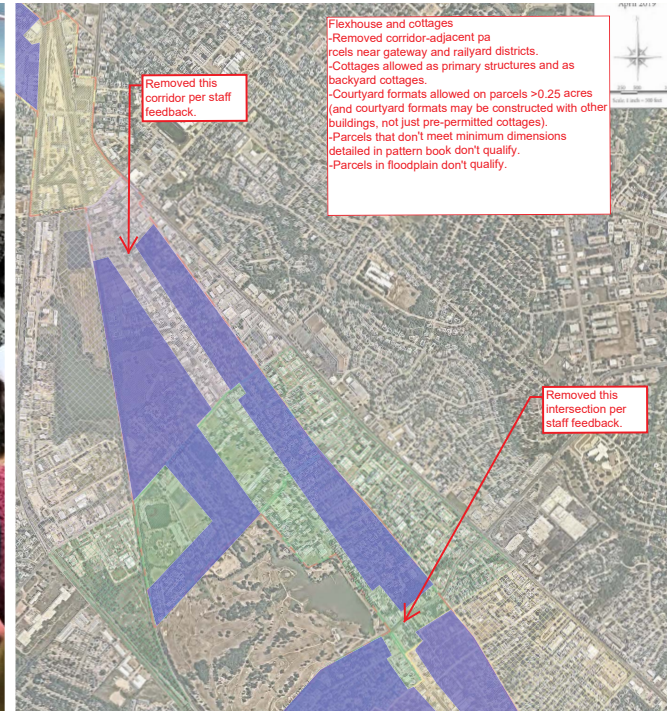 April 2019
Flexhouse and cottages
-Removed corridor-adjacent pa
rcels near gateway and railyard districts.
-Cottages allowed as primary structures and as
backyard cottages.
-Courtyard formats allowed on parcels >0.25 acres
(and courtyard formats may be constructed with other
buildings, not just pre-permitted cottages).
-Parcels that don't meet minimum dimensions
detailed in pattern book don't qualify.
-Parcels in floodplain don't qualify.
Removed this
corridor per staff
feedback.
Removed this
intersection per
staff feedback.